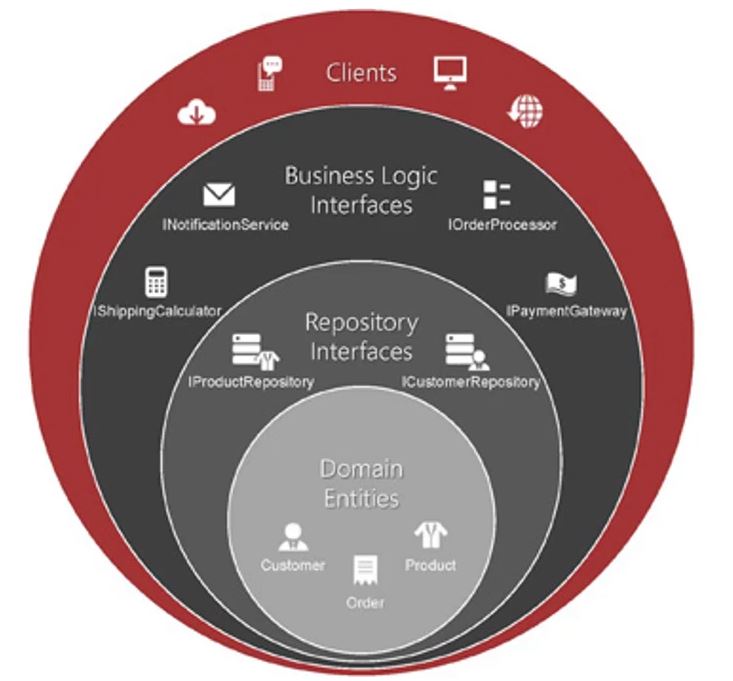 Clients
Business Logic
Interfaces
INotificationService
IOrderProcessor
IShippingCalculator
IPaymentGateway
Repository
Interfaces
IProductRepository
ICustomerRepository
Domain
Entities
Customer
Product
Order